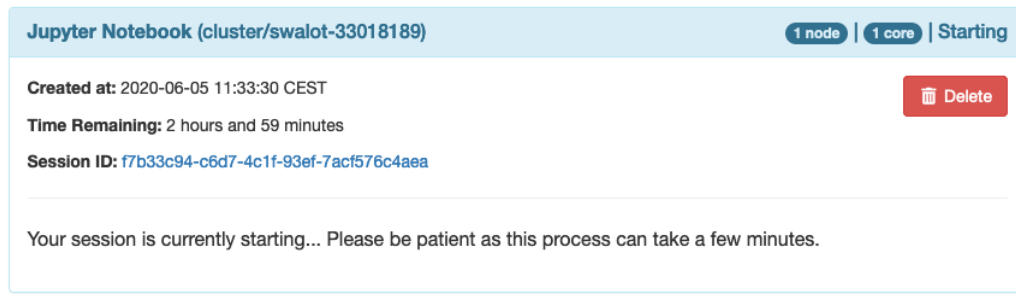 Jupyter Notebook (cluster/swalot-33018189) 1 node | 1 core | Starting
Created at: 2020-06-05 11:33:30 CEST
Delete
Time Remaining: 2 hours and 59 minutes
Session ID: f7b33c94-c6d7-4c1f-93ef-7acf576c4aea
Your session is currently starting... Please be patient as this process can take a few minutes.